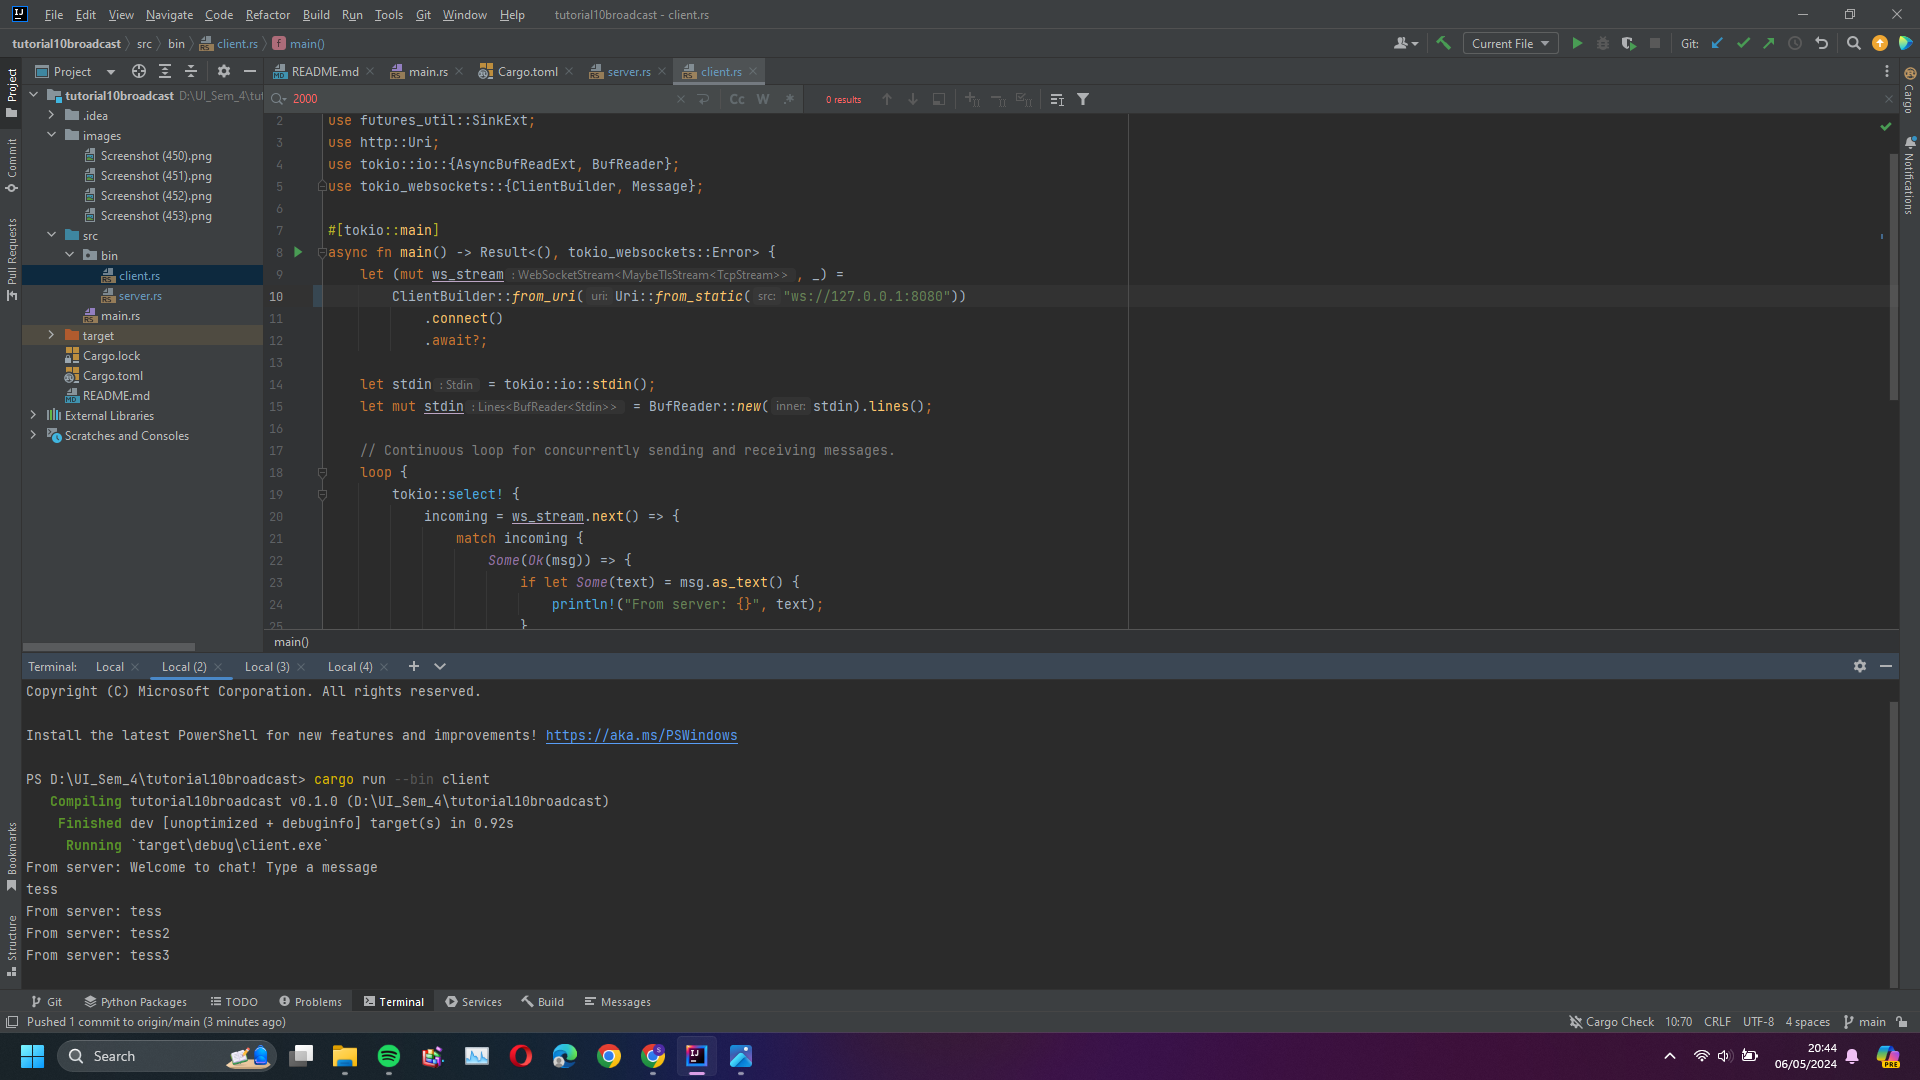 File Edit View Navigate Code Refactor Build Run Tools Git Window Help tutorial10broadcast - client.rs
tutorial10broadcast src bin client.rs main() Current File Git:
Project README.md main.rs Cargo.toml server.rs client.rs
2000 Cc W .* 0 results
tutorial10broadcast D:\UI_Sem_4\tut
.idea
images
Screenshot (450).png
Screenshot (451).png
Screenshot (452).png
Screenshot (453).png
src
bin
client.rs
server.rs
main.rs
target
Cargo.lock
Cargo.toml
README.md
External Libraries
Scratches and Consoles
Project
Commit
Pull Requests
Bookmarks
Structure
Cargo
Notifications
2 use futures_util::SinkExt;
3 use http::Uri;
4 use tokio::io::{AsyncBufReadExt, BufReader};
5 use tokio_websockets::{ClientBuilder, Message};
6
7 #[tokio::main]
8 async fn main() -> Result<(), tokio_websockets::Error> {
9 let (mut ws_stream : WebSocketStream<MaybeTlsStream<TcpStream>> , _) =
10 ClientBuilder::from_uri( uri: Uri::from_static( src: "ws://127.0.0.1:8080"))
11 .connect()
12 .await?;
13
14 let stdin : Stdin = tokio::io::stdin();
15 let mut stdin : Lines<BufReader<Stdin>> = BufReader::new( inner: stdin).lines();
16
17 // Continuous loop for concurrently sending and receiving messages.
18 loop {
19 tokio::select! {
20 incoming = ws_stream.next() => {
21 match incoming {
22 Some(Ok(msg)) => {
23 if let Some(text) = msg.as_text() {
24 println!("From server: {}", text);
25 }
main()
Terminal: Local Local (2) Local (3) Local (4)
Copyright (C) Microsoft Corporation. All rights reserved.
Install the latest PowerShell for new features and improvements! https://aka.ms/PSWindows
PS D:\UI_Sem_4\tutorial10broadcast> cargo run --bin client
Compiling tutorial10broadcast v0.1.0 (D:\UI_Sem_4\tutorial10broadcast)
Finished dev [unoptimized + debuginfo] target(s) in 0.92s
Running `target\debug\client.exe`
From server: Welcome to chat! Type a message
tess
From server: tess
From server: tess2
From server: tess3
Git Python Packages TODO Problems Terminal Services Build Messages
Pushed 1 commit to origin/main (3 minutes ago) Cargo Check 10:70 CRLF UTF-8 4 spaces main
Search
20:44
06/05/2024